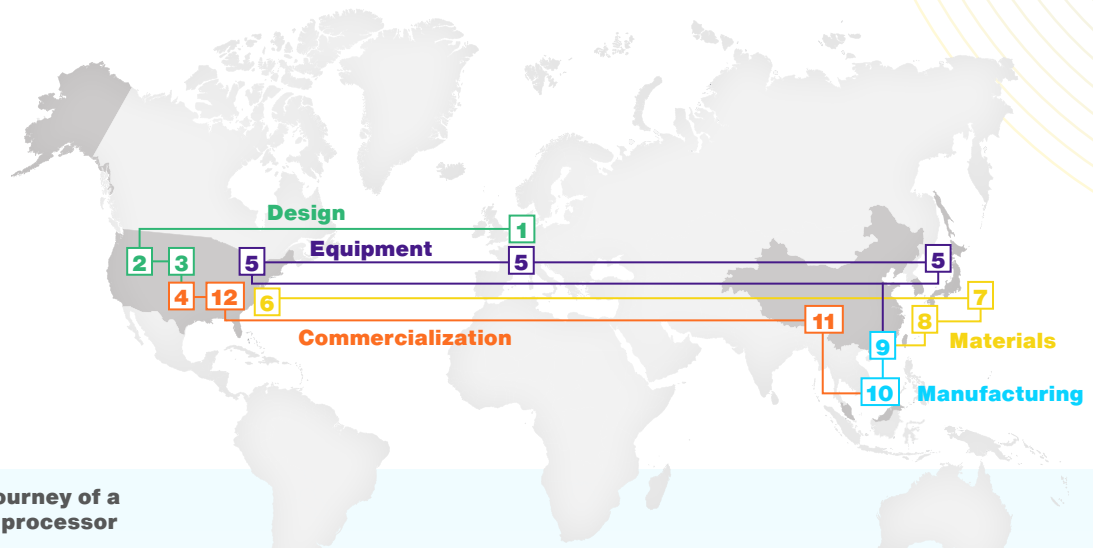 Design
1
Equipment
2
3
5
5
5
4
12
6
7
Commercialization
11
8
9
Materials
10
Manufacturing
ourney of a
processor